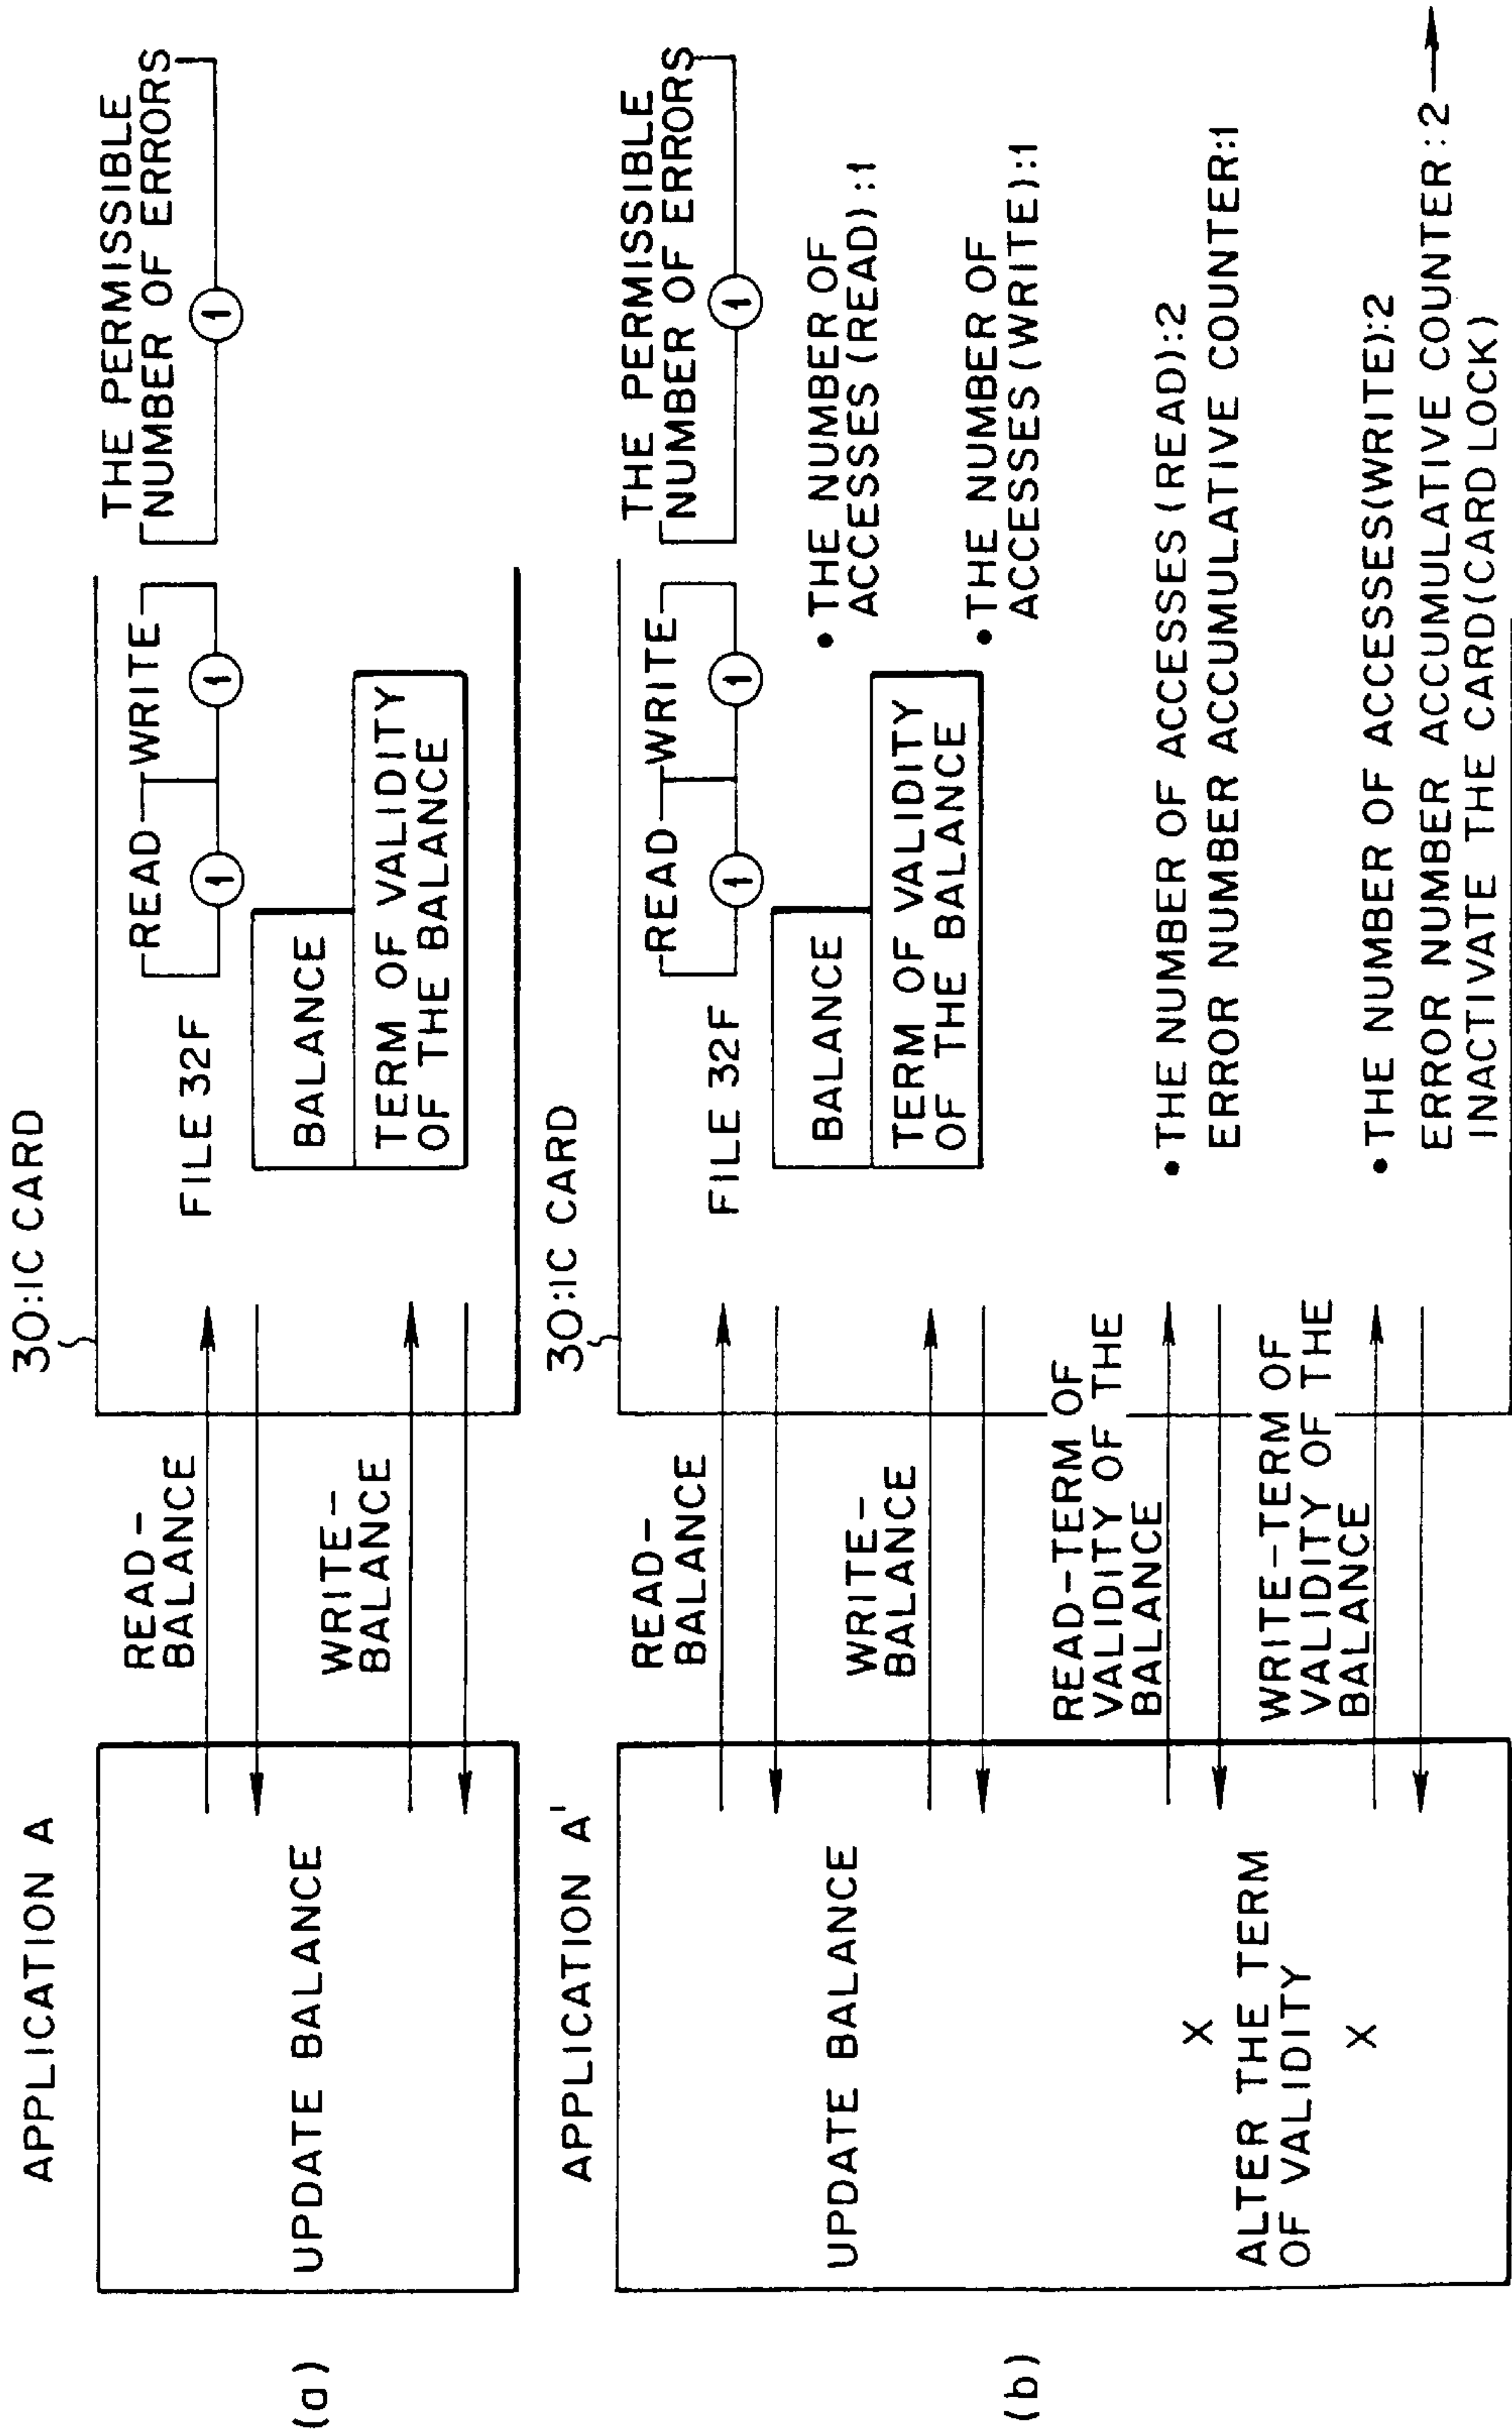 (a)
APPLICATION A
UPDATE BALANCE
READ-
BALANCE
WRITE-
BALANCE
30:IC CARD
FILE 32F
READ
WRITE
1
1
BALANCE
TERM OF VALIDITY
OF THE BALANCE
THE PERMISSIBLE
NUMBER OF ERRORS
1
(b)
APPLICATION A'
UPDATE BALANCE
X
ALTER THE TERM
OF VALIDITY
X
READ-
BALANCE
WRITE-
BALANCE
READ-TERM OF
VALIDITY OF THE
BALANCE
WRITE-TERM OF
VALIDITY OF THE
BALANCE
30:IC CARD
FILE 32F
READ
WRITE
1
1
BALANCE
TERM OF VALIDITY
OF THE BALANCE
THE PERMISSIBLE
NUMBER OF ERRORS
1
• THE NUMBER OF
ACCESSES (READ):1
• THE NUMBER OF
ACCESSES (WRITE):1
• THE NUMBER OF ACCESSES (READ):2
ERROR NUMBER ACCUMULATIVE COUNTER:1
• THE NUMBER OF ACCESSES(WRITE):2
ERROR NUMBER ACCUMULATIVE COUNTER:2 →
INACTIVATE THE CARD(CARD LOCK)